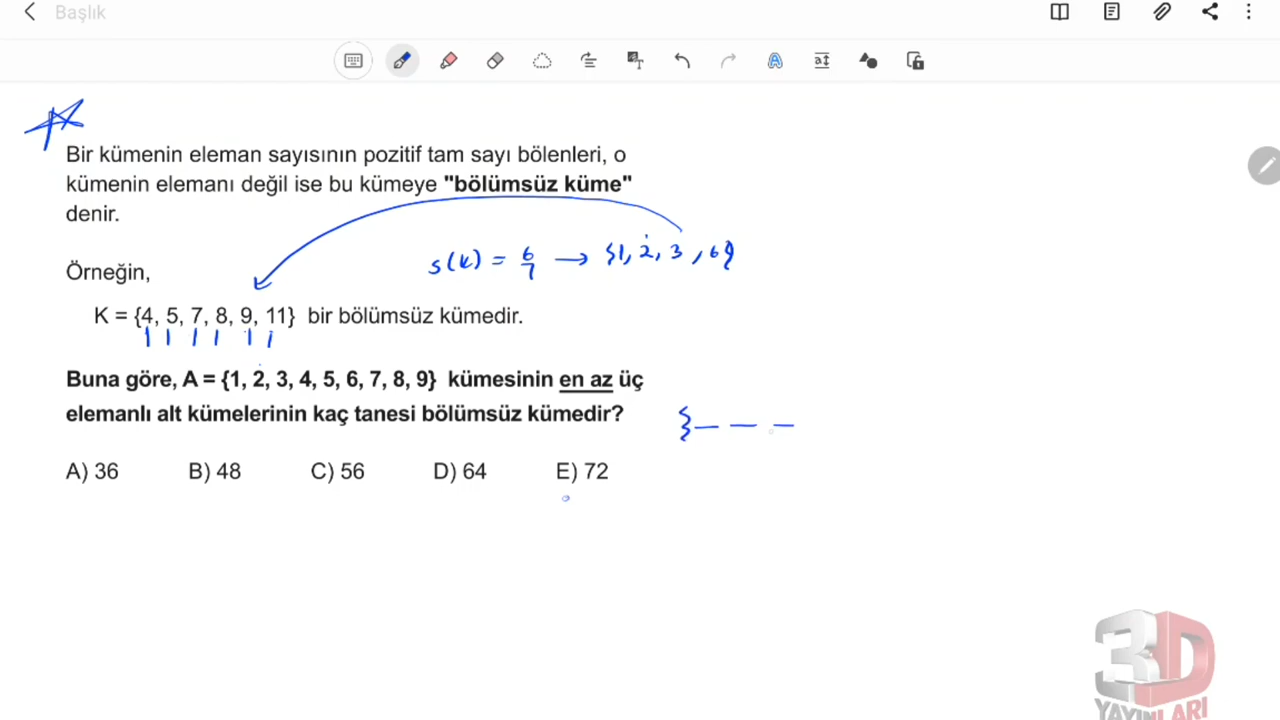 Başlık
Bir kümenin eleman sayısının pozitif tam sayı bölenleri, o
kümenin elemanı değil ise bu kümeye "bölümsüz küme"
denir.
s(k) = 6 → {1, 2, 3, 6}
7
Örneğin,
K = {4, 5, 7, 8, 9, 11} bir bölümsüz kümedir.
Buna göre, A = {1, 2, 3, 4, 5, 6, 7, 8, 9} kümesinin en az üç
elemanlı alt kümelerinin kaç tanesi bölümsüz kümedir?
A) 36 B) 48 C) 56 D) 64 E) 72
3D
YAYINLARI